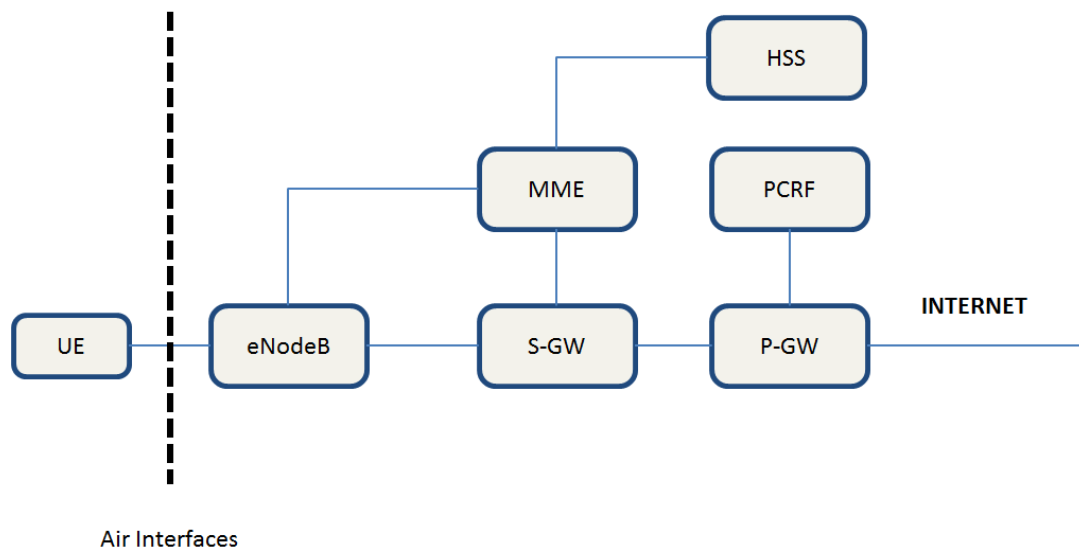 HSS
MME
PCRF
INTERNET
UE
eNodeB
S-GW
P-GW
Air Interfaces